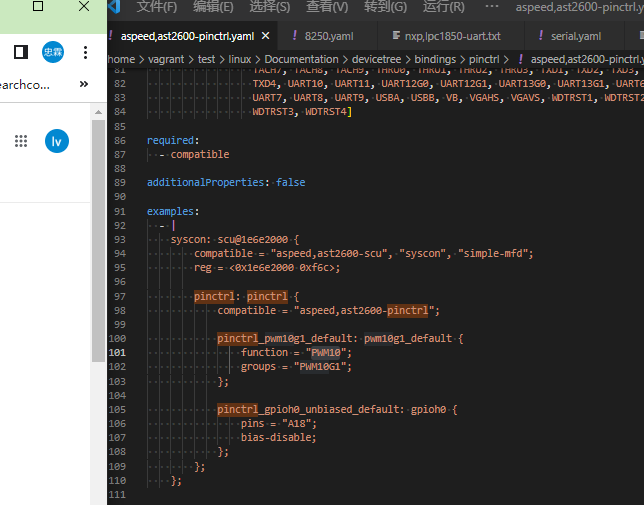 文件(F) 编辑(E) 选择(S) 查看(V) 转到(G) 运行(R) ··· aspeed,ast2600-pinctrl.y
! aspeed,ast2600-pinctrl.yaml × ! 8250.yaml nxp,lpc1850-uart.txt ! serial.yaml
home > vagrant > test > linux > Documentation > devicetree > bindings > pinctrl > ! aspeed,ast2600-pinctrl.yaml
忠霖
earchco... »
lv
81 TACH7, TACH8, TACH9, THRU0, THRU1, THRU2, THRU3, TXD1, TXD2, TXD3,
82 TXD4, UART10, UART11, UART12G0, UART12G1, UART13G0, UART13G1, UART6
83 UART7, UART8, UART9, USBA, USBB, VB, VGAHS, VGAVS, WDTRST1, WDTRST2
84 WDTRST3, WDTRST4]
85
86 required:
87 - compatible
88
89 additionalProperties: false
90
91 examples:
92 - |
93 syscon: scu@1e6e2000 {
94 compatible = "aspeed,ast2600-scu", "syscon", "simple-mfd";
95 reg = <0x1e6e2000 0xf6c>;
96
97 pinctrl: pinctrl {
98 compatible = "aspeed,ast2600-pinctrl";
99
100 pinctrl_pwm10g1_default: pwm10g1_default {
101 function = "PWM10";
102 groups = "PWM10G1";
103 };
104
105 pinctrl_gpioh0_unbiased_default: gpioh0 {
106 pins = "A18";
107 bias-disable;
108 };
109 };
110 };
111